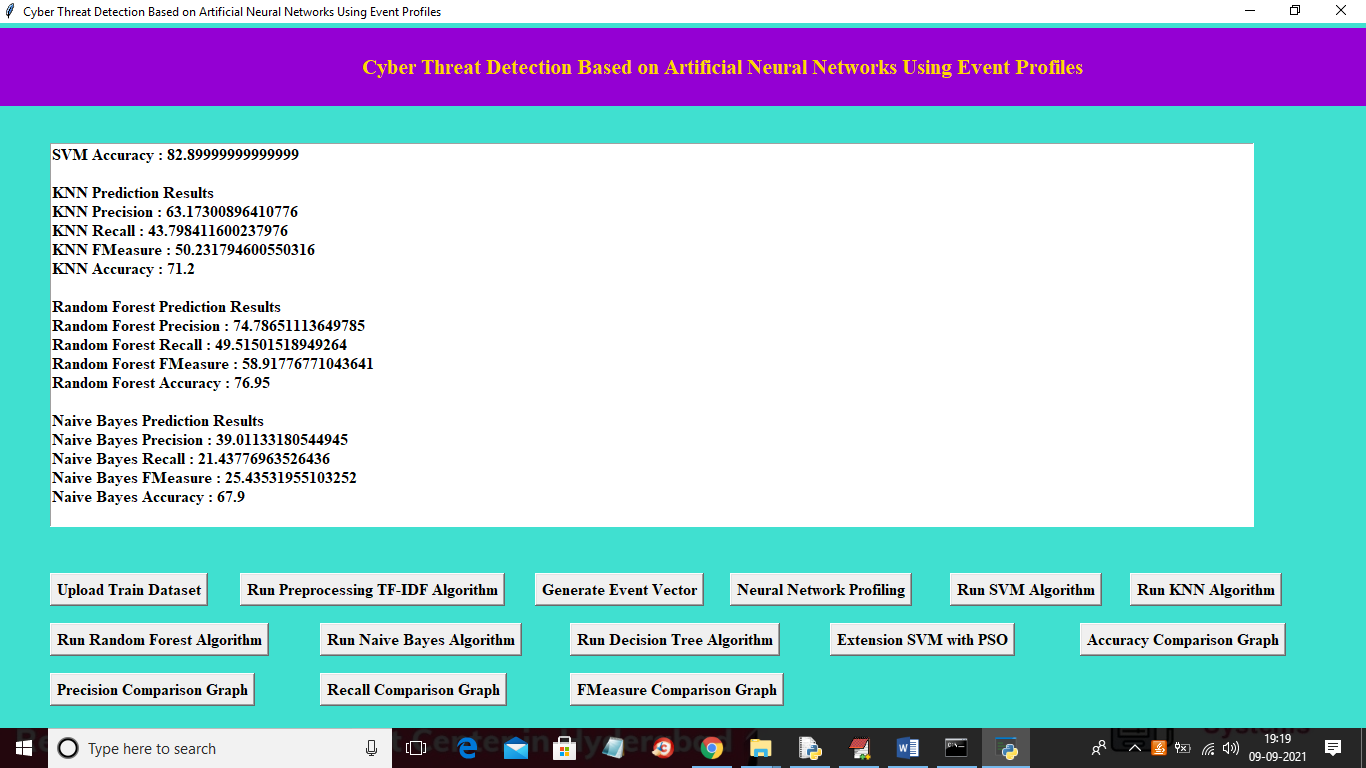 Cyber Threat Detection Based on Artificial Neural Networks Using Event Profiles
Cyber Threat Detection Based on Artificial Neural Networks Using Event Profiles
SVM Accuracy : 82.89999999999999
KNN Prediction Results
KNN Precision : 63.17300896410776
KNN Recall : 43.798411600237976
KNN FMeasure : 50.231794600550316
KNN Accuracy : 71.2
Random Forest Prediction Results
Random Forest Precision : 74.78651113649785
Random Forest Recall : 49.51501518949264
Random Forest FMeasure : 58.91776771043641
Random Forest Accuracy : 76.95
Naive Bayes Prediction Results
Naive Bayes Precision : 39.01133180544945
Naive Bayes Recall : 21.43776963526436
Naive Bayes FMeasure : 25.43531955103252
Naive Bayes Accuracy : 67.9
Upload Train Dataset Run Preprocessing TF-IDF Algorithm Generate Event Vector Neural Network Profiling Run SVM Algorithm Run KNN Algorithm
Run Random Forest Algorithm Run Naive Bayes Algorithm Run Decision Tree Algorithm Extension SVM with PSO Accuracy Comparison Graph
Precision Comparison Graph Recall Comparison Graph FMeasure Comparison Graph
Type here to search
19:19
09-09-2021